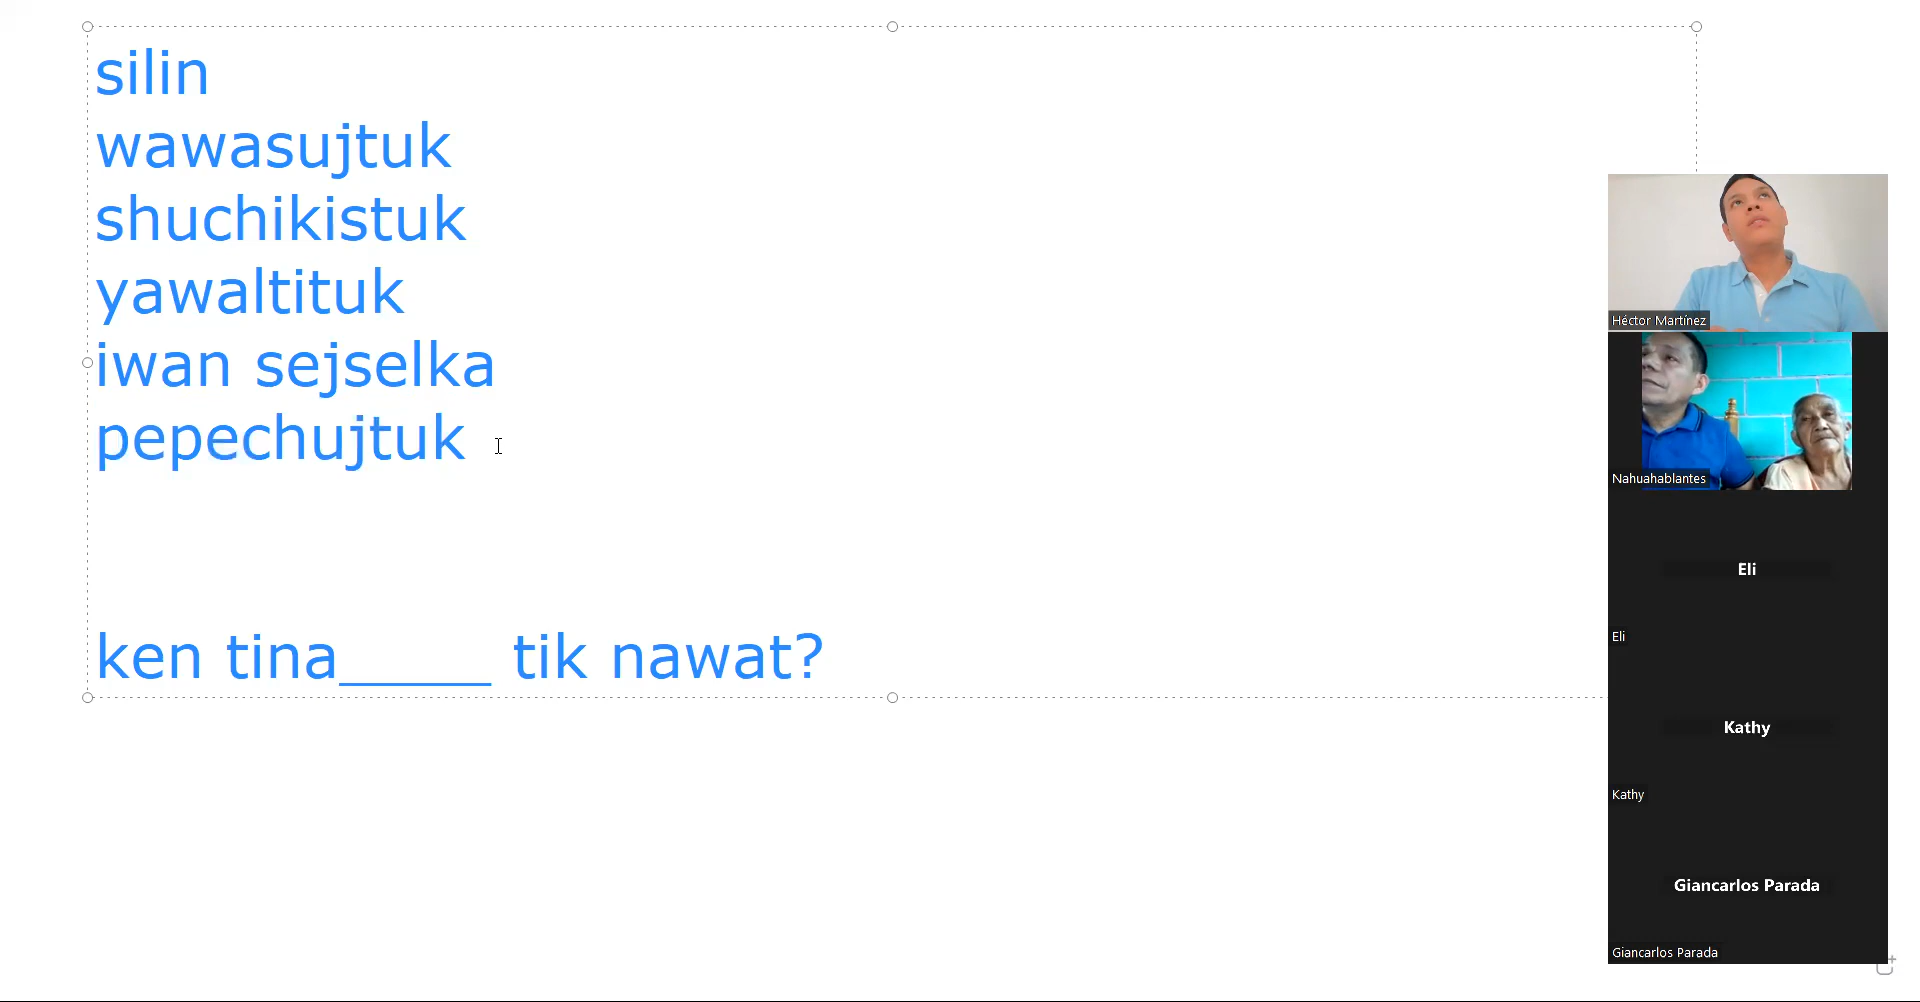 silin
wawasujtuk
shuchikistuk
yawaltituk
iwan sejselka
pepechujtuk
ken tina_____ tik nawat?
Héctor Martínez
Nahuahablantes
Eli
Eli
Kathy
Kathy
Giancarlos Parada
Giancarlos Parada